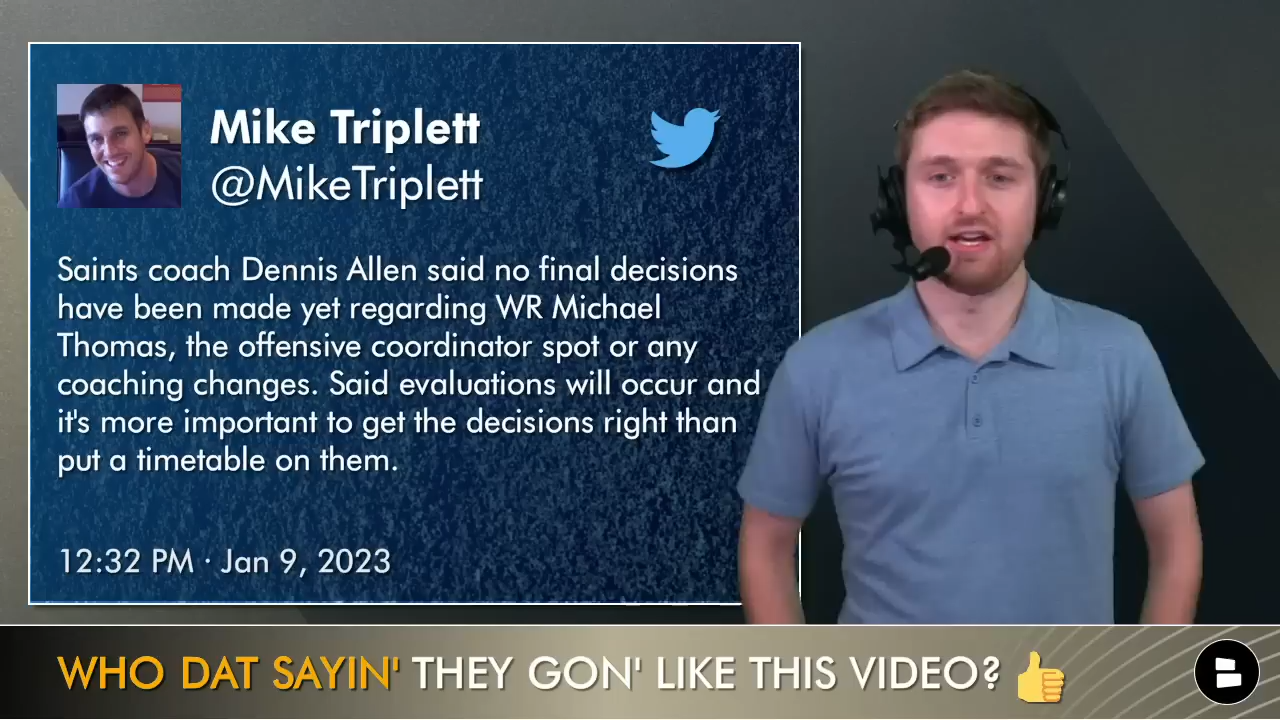 Mike Triplett
@MikeTriplett
Saints coach Dennis Allen said no final decisions
have been made yet regarding WR Michael
Thomas, the offensive coordinator spot or any
coaching changes. Said evaluations will occur and
it's more important to get the decisions right than
put a timetable on them.
12:32 PM · Jan 9, 2023
WHO DAT SAYIN' THEY GON' LIKE THIS VIDEO?